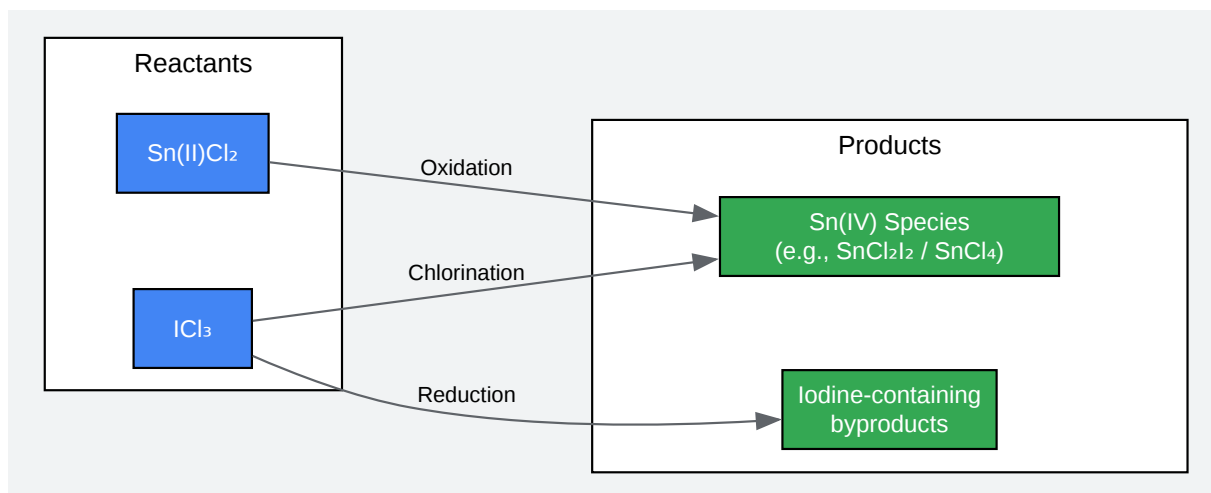 Reactants
Sn(II)Cl₂
ICl₃
Oxidation
Chlorination
Reduction
Products
Sn(IV) Species
(e.g., SnCl₂I₂ / SnCl₄)
Iodine-containing
byproducts